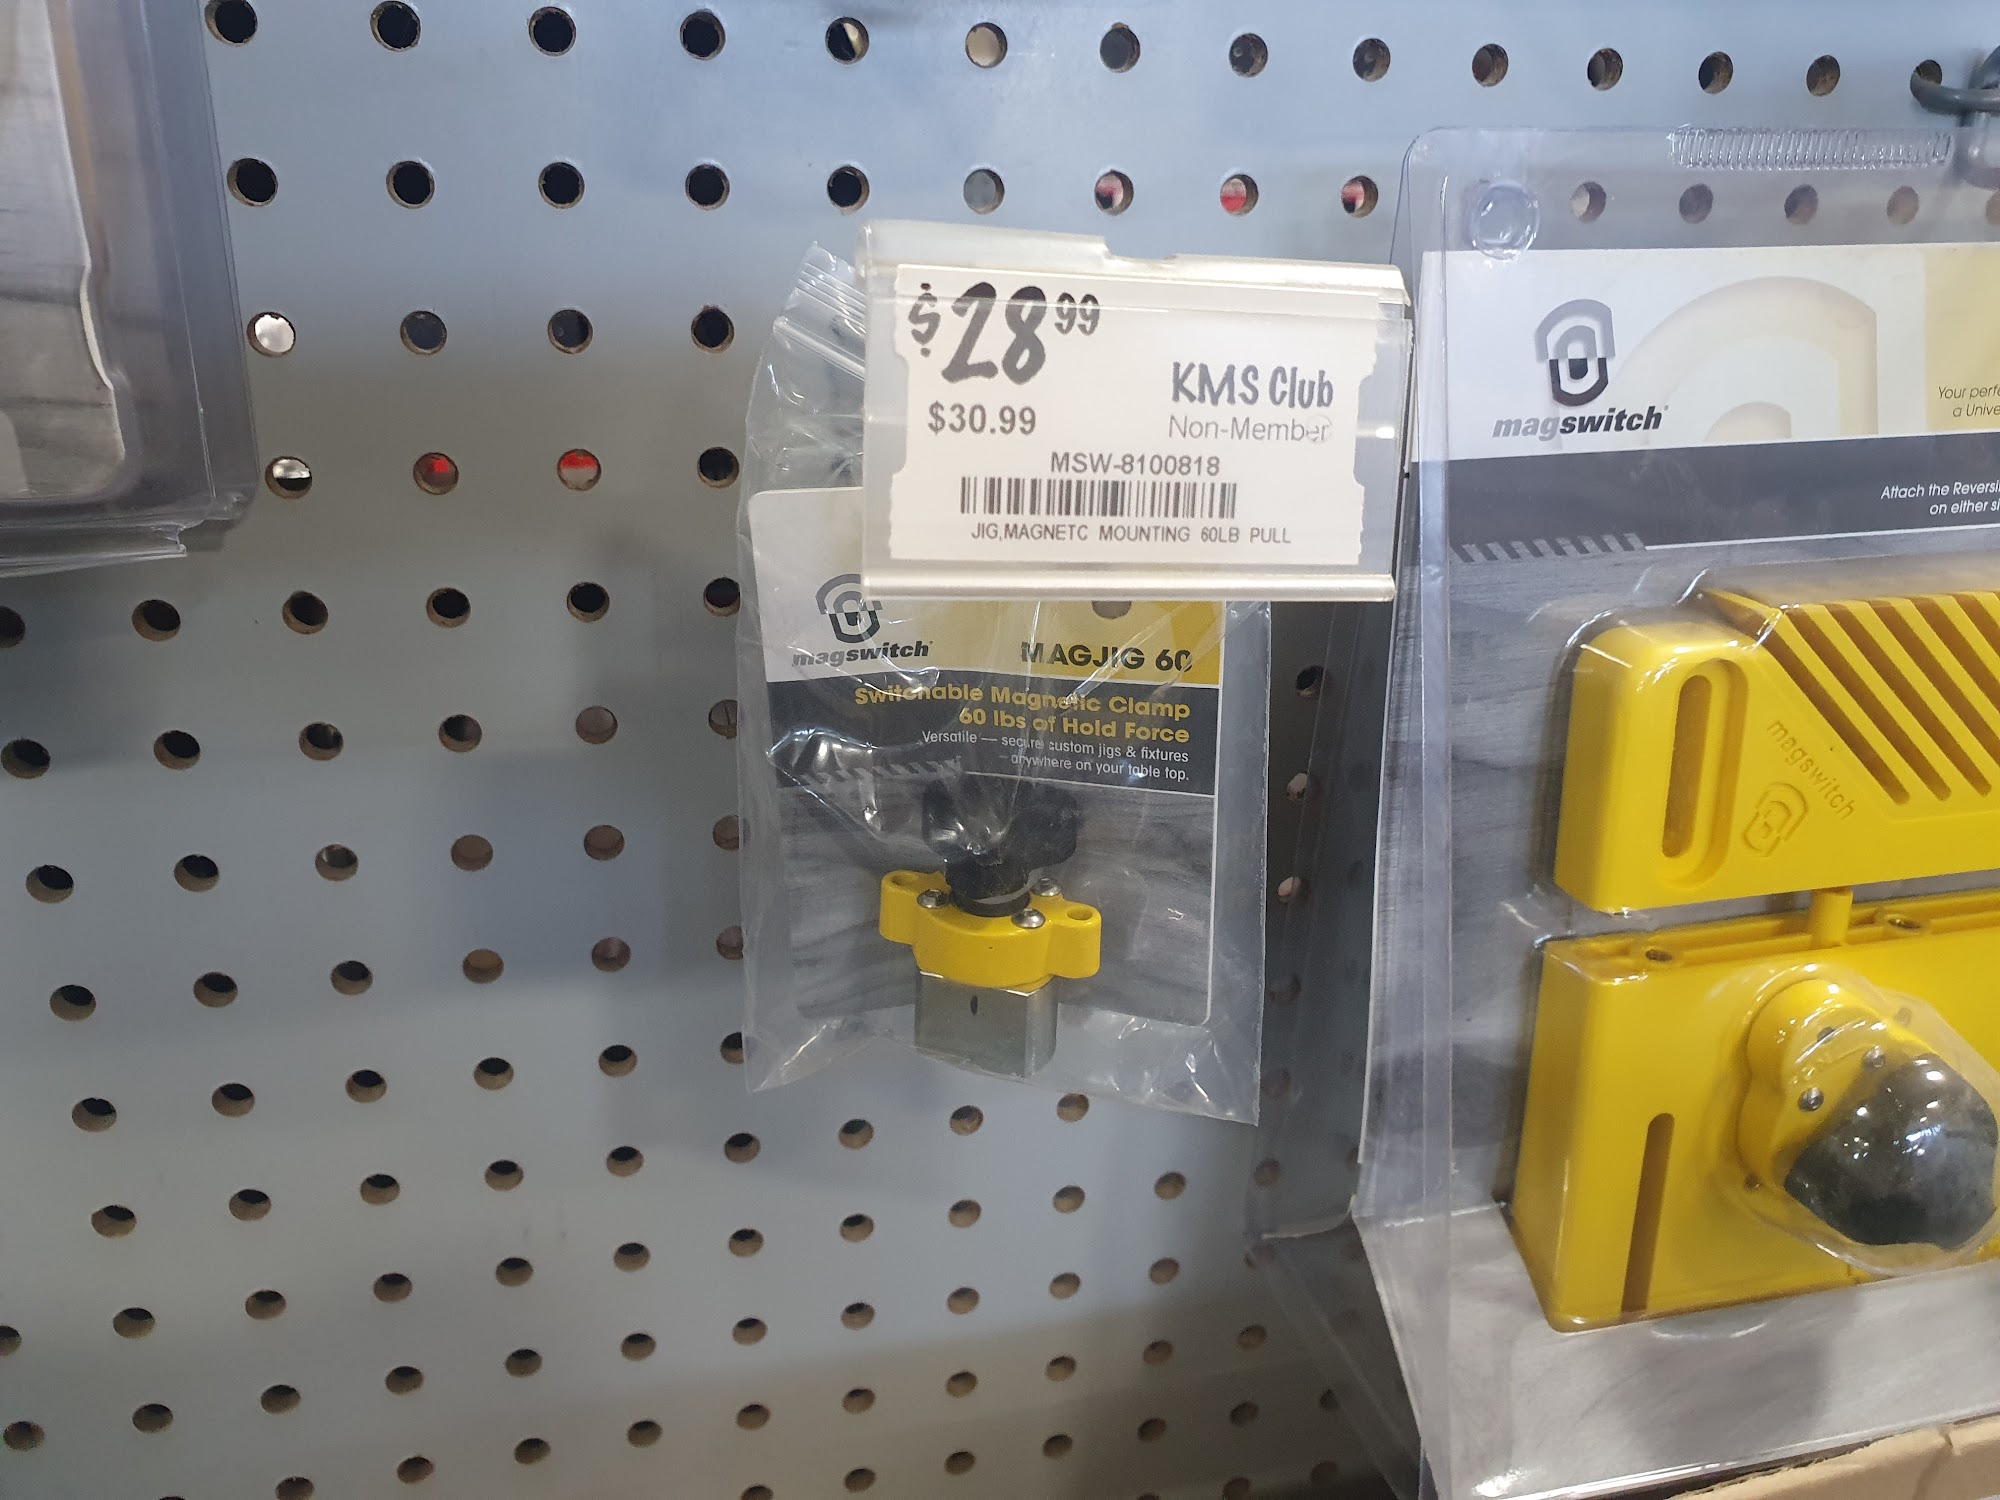 $28.99
KMS Club
$30.99
Non-Member
MSW-8100818
JIG,MAGNETC MOUNTING 60LB PULL
magswitch
MAGJIG 60
Switchable Magnetic Clamp
60 lbs of Hold Force
Versatile — secure custom jigs & fixtures
anywhere on your table top.
magswitch
Your
a
Attach the
on either
magswitch